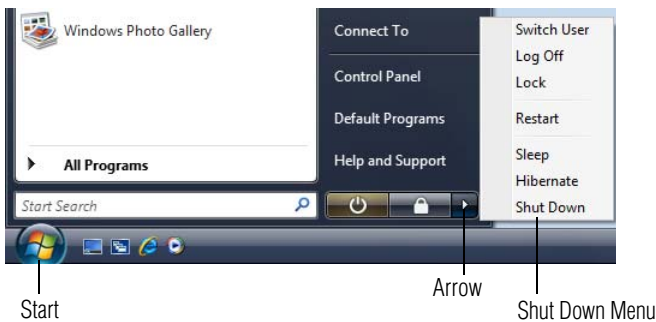 Windows Photo Gallery
All Programs
Start Search
Connect To
Control Panel
Default Programs
Help and Support
Switch User
Log Off
Lock
Restart
Sleep
Hibernate
Shut Down
Start
Arrow
Shut Down Menu